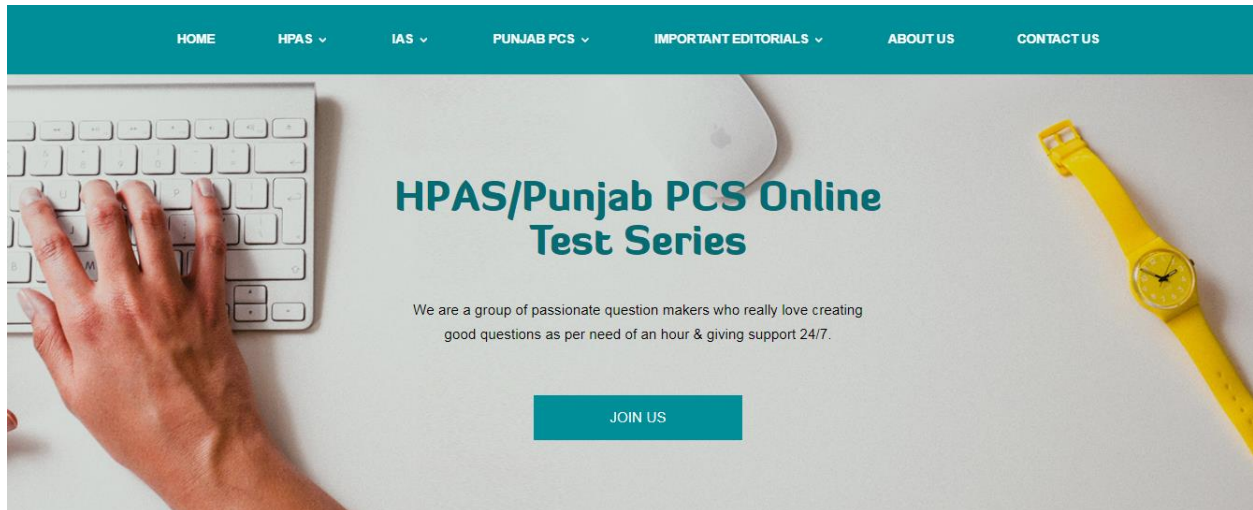 HOME HPAS IAS PUNJAB PCS IMPORTANT EDITORIALS ABOUT US CONTACT US
HPAS/Punjab PCS Online
Test Series
We are a group of passionate question makers who really love creating
good questions as per need of an hour & giving support 24/7.
JOIN US